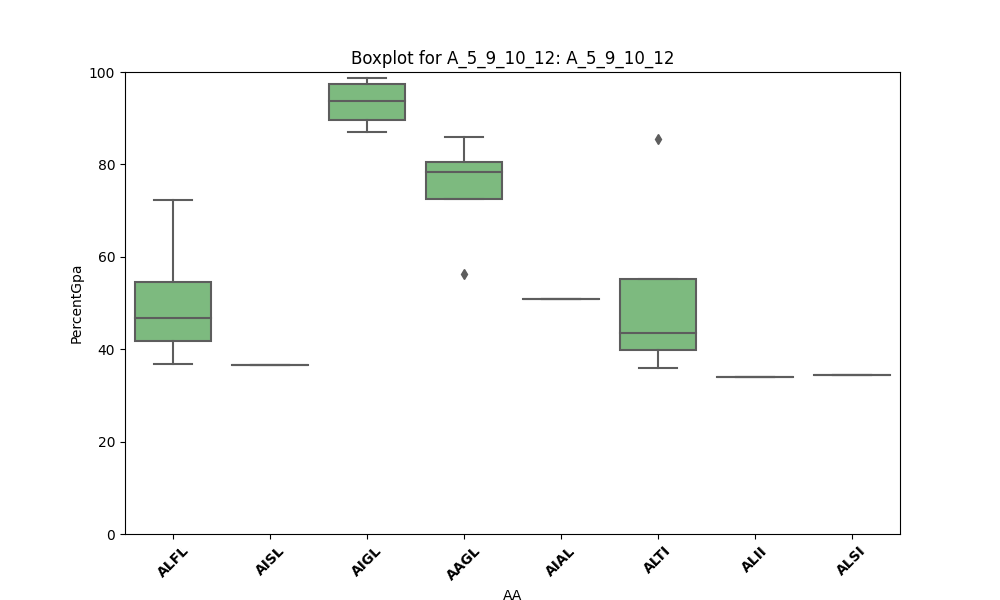 Boxplot for A_5_9_10_12: A_5_9_10_12
PercentGpa
100
80
60
40
20
0
ALFL
AISL
AIGL
AAGL
AIAL
ALTI
ALII
ALSI
AA